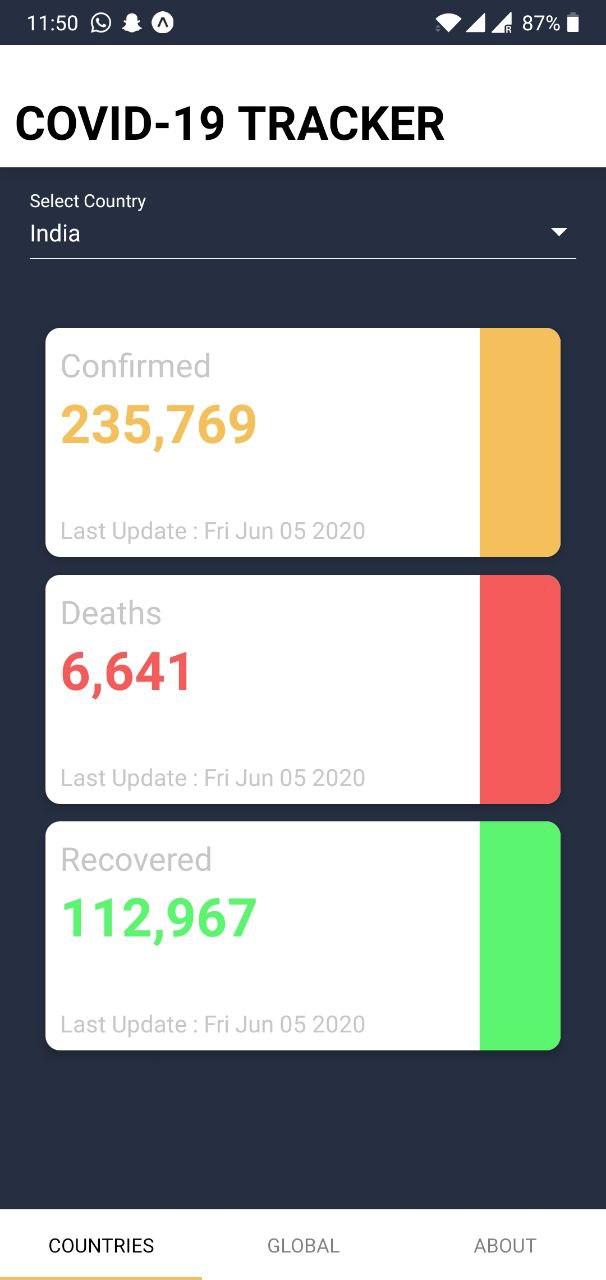 11:50 87%
R
COVID-19 TRACKER
Select Country
India
Confirmed
235,769
Last Update : Fri Jun 05 2020
Deaths
6,641
Last Update : Fri Jun 05 2020
Recovered
112,967
Last Update : Fri Jun 05 2020
COUNTRIES GLOBAL ABOUT